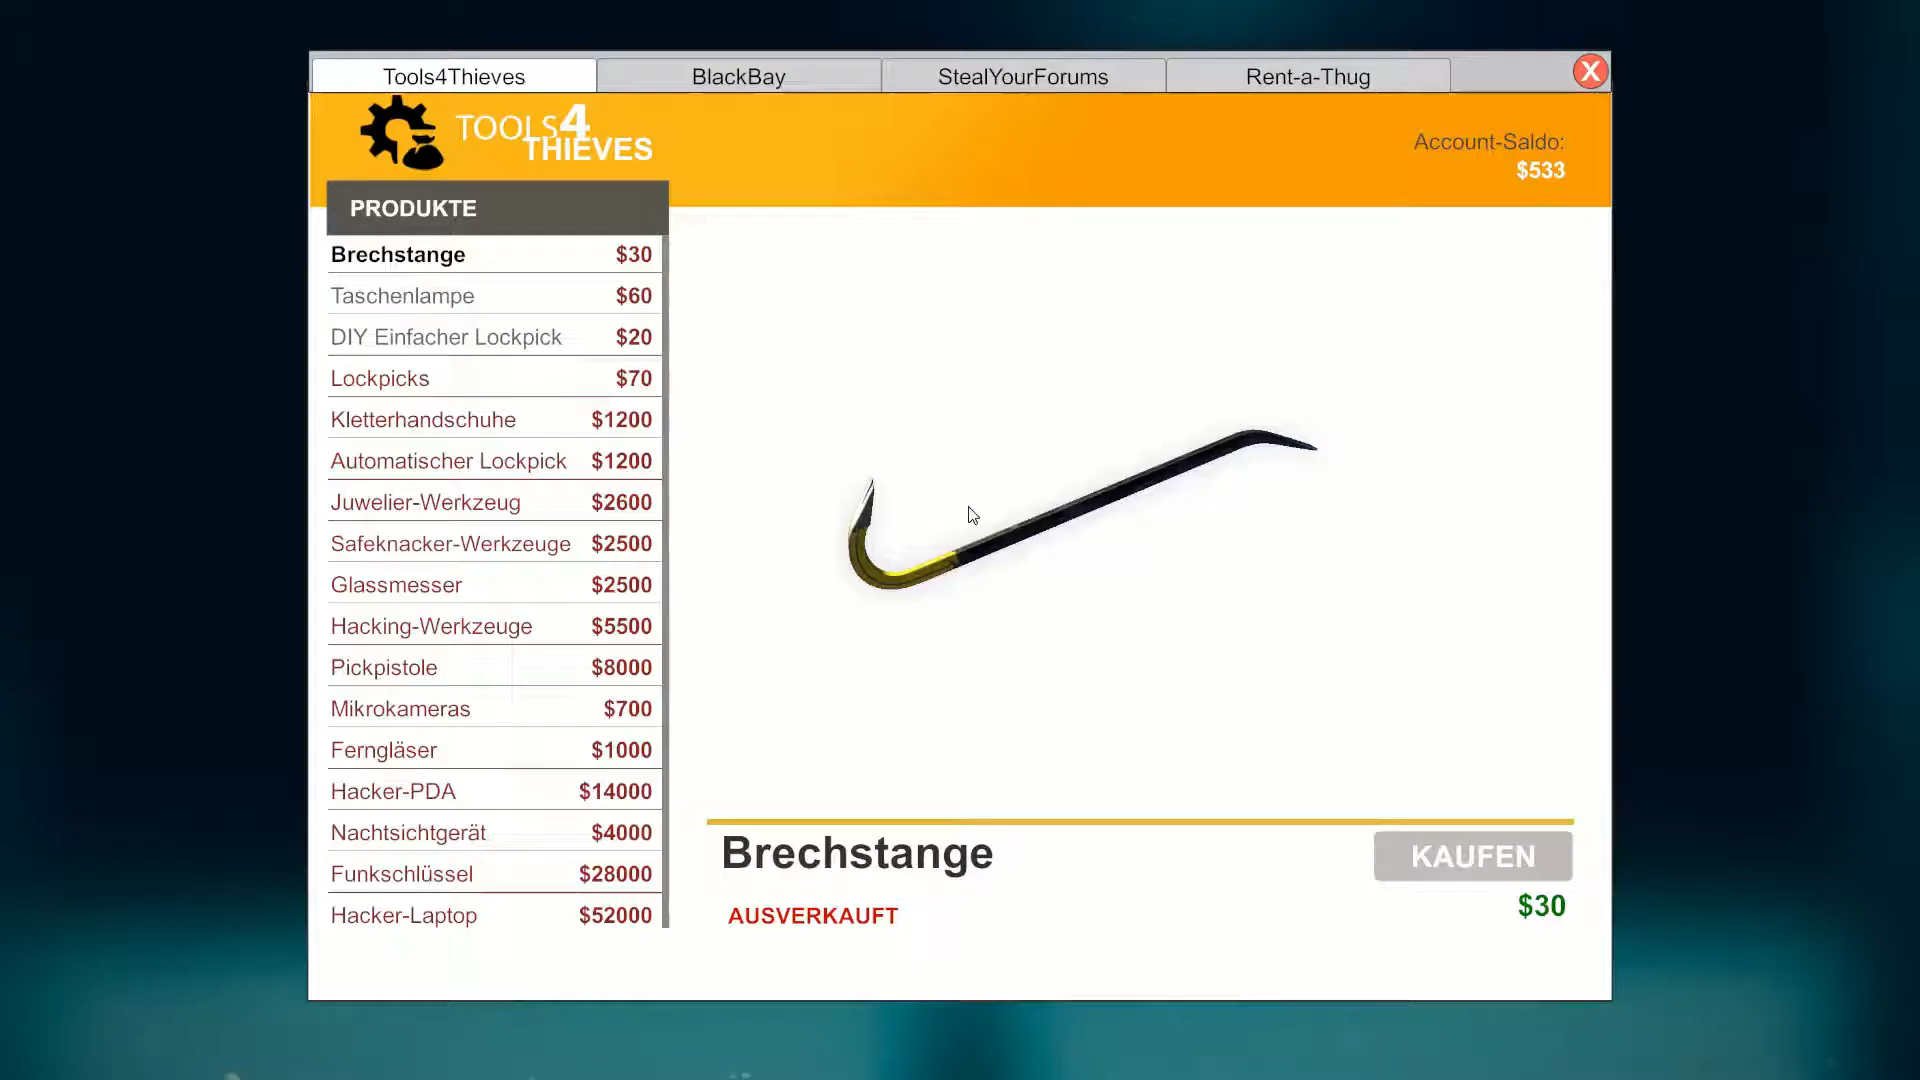 Tools4Thieves BlackBay StealYourForums Rent-a-Thug X
TOOLS4
THIEVES
Account-Saldo:
$533
PRODUKTE
Brechstange $30
Taschenlampe $60
DIY Einfacher Lockpick $20
Lockpicks $70
Kletterhandschuhe $1200
Automatischer Lockpick $1200
Juwelier-Werkzeug $2600
Safeknacker-Werkzeuge $2500
Glassmesser $2500
Hacking-Werkzeuge $5500
Pickpistole $8000
Mikrokameras $700
Ferngläser $1000
Hacker-PDA $14000
Nachtsichtgerät $4000
Funkschlüssel $28000
Hacker-Laptop $52000
Brechstange
KAUFEN
AUSVERKAUFT
$30